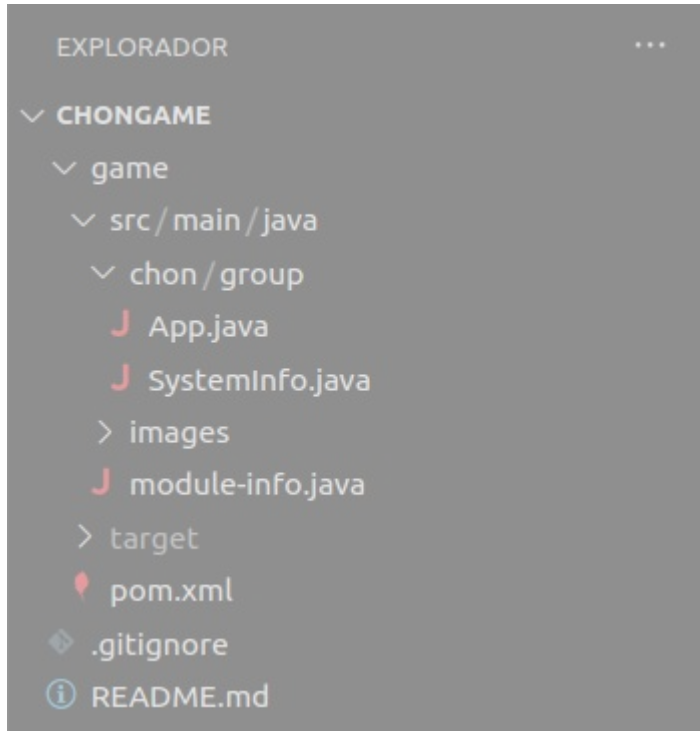 EXPLORADOR
CHONGAME
game
src/main/java
chon/group
App.java
SystemInfo.java
images
module-info.java
target
pom.xml
.gitignore
README.md